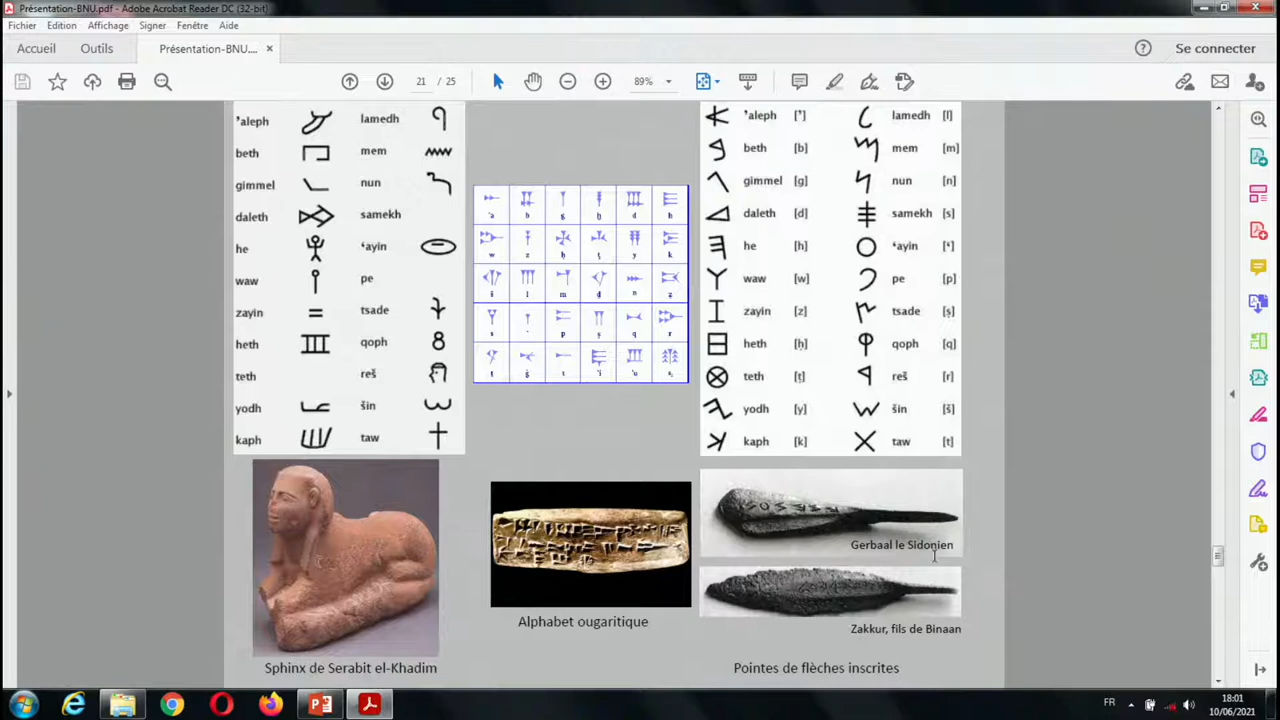 Présentation-BNU.pdf - Adobe Acrobat Reader DC (32-bit)
Fichier Edition Affichage Signer Fenêtre Aide
Accueil Outils Présentation-BNU.... × ? Se connecter
21 / 25 89%
ʾaleph lamedh
beth mem
gimmel nun
daleth samekh
he ʿayin
waw pe
zayin tsade
heth qoph
teth reš
yodh šin
kaph taw
ʾaleph [ʾ] lamedh [l]
beth [b] mem [m]
gimmel [g] nun [n]
daleth [d] samekh [s]
he [h] ʿayin [ʿ]
waw [w] pe [p]
zayin [z] tsade [ṣ]
heth [ḥ] qoph [q]
teth [ṭ] reš [r]
yodh [y] šin [š]
kaph [k] taw [t]
Gerbaal le Sidonien
Zakkur, fils de Binaan
Sphinx de Serabit el-Khadim
Alphabet ougaritique
Pointes de flèches inscrites
FR 18:01
10/06/2021